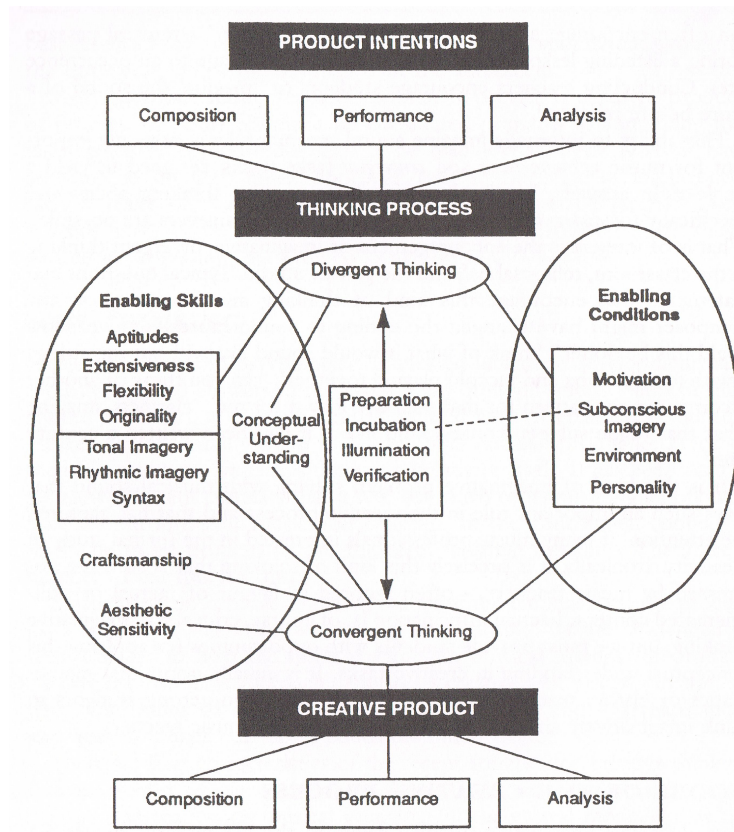 PRODUCT INTENTIONS
Composition
Performance
Analysis
THINKING PROCESS
Divergent Thinking
Enabling Skills
Aptitudes
Extensiveness
Flexibility
Originality
Tonal Imagery
Rhythmic Imagery
Syntax
Conceptual
Under-
standing
Craftsmanship
Aesthetic
Sensitivity
Preparation
Incubation
Illumination
Verification
Enabling
Conditions
Motivation
Subconscious
Imagery
Environment
Personality
Convergent Thinking
CREATIVE PRODUCT
Composition
Performance
Analysis